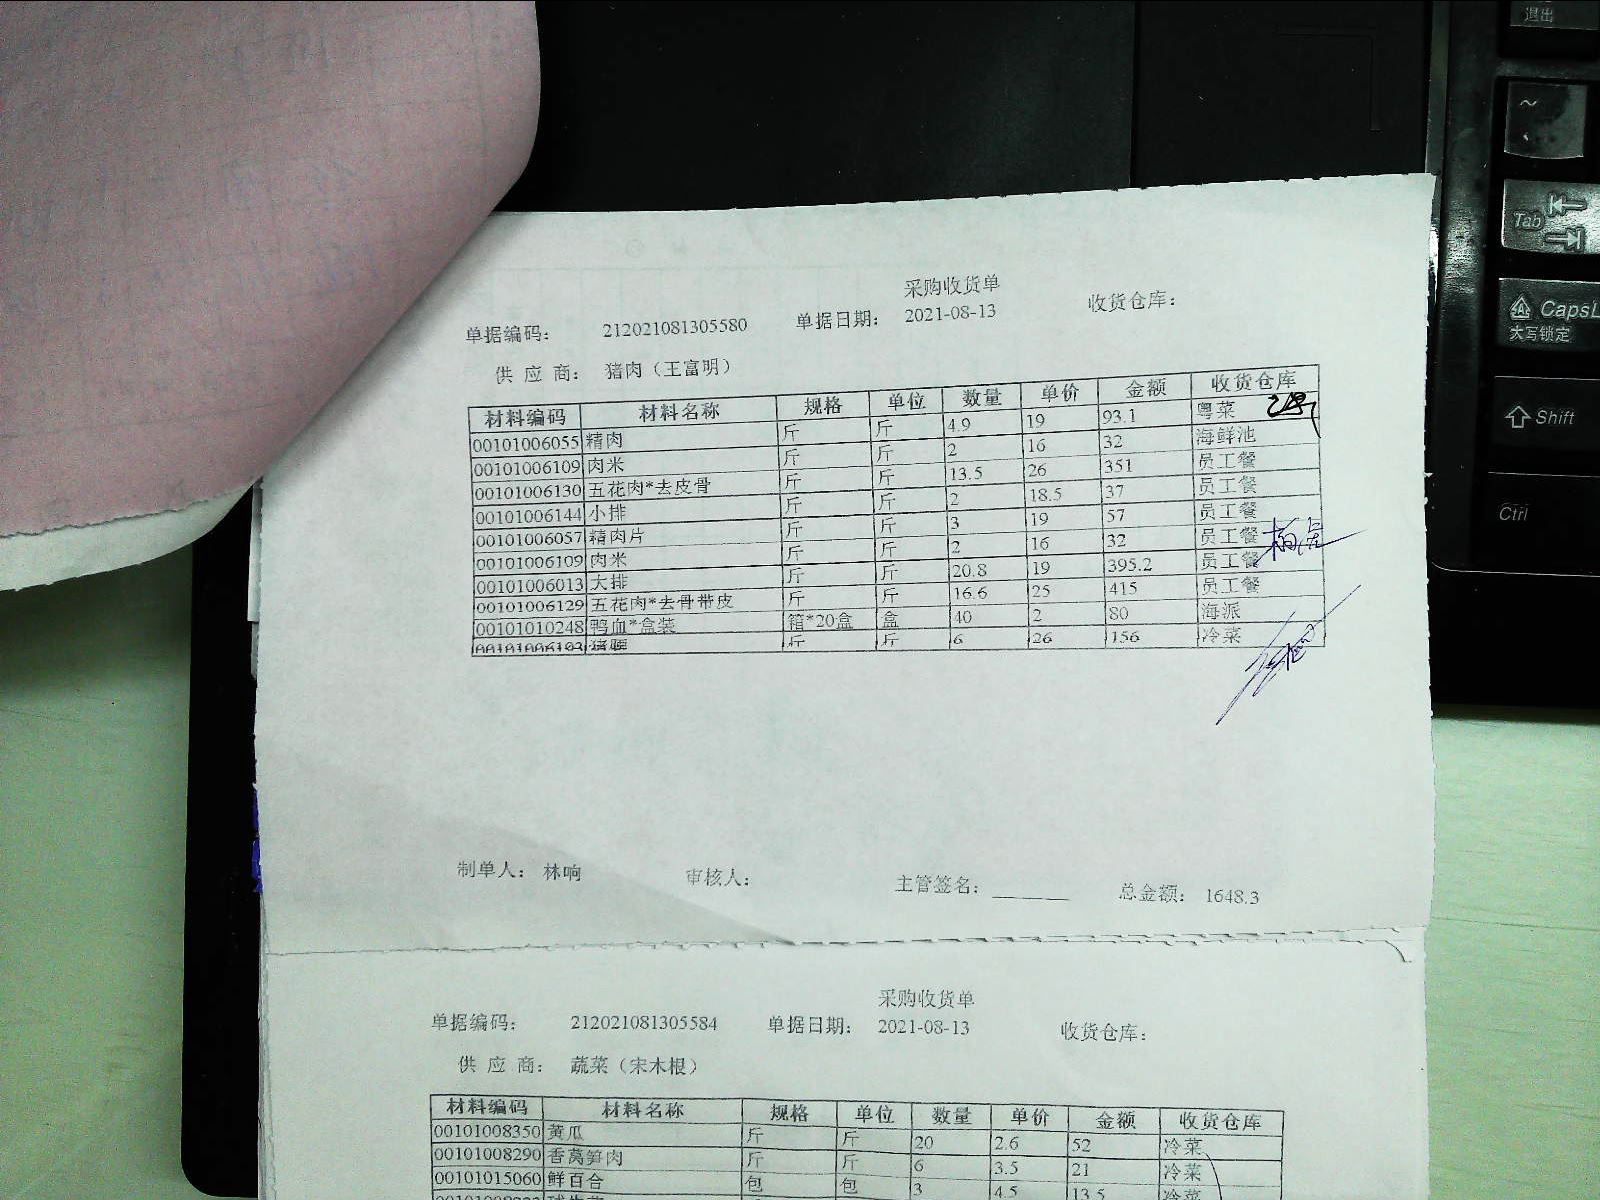 退出
~
Tab
CapsL
大写锁定
Shift
Ctrl
采购收货单
单据编码： 212021081305580 单据日期： 2021-08-13 收货仓库：
供 应 商： 猪肉（王富明）
材料编码 材料名称 规格 单位 数量 单价 金额 收货仓库
00101006055 精肉 斤 斤 4.9 19 93.1 粤菜
00101006109 肉米 斤 斤 2 16 32 海鲜池
00101006130 五花肉*去皮骨 斤 斤 13.5 26 351 员工餐
00101006144 小排 斤 斤 2 18.5 37 员工餐
00101006057 精肉片 斤 斤 3 19 57 员工餐
00101006109 肉米 斤 斤 2 16 32 员工餐
00101006013 大排 斤 斤 20.8 19 395.2 员工餐
00101006129 五花肉*去骨带皮 斤 斤 16.6 25 415 员工餐
00101010248 鸭血*盒装 箱*20盒 盒 40 2 80 海派
斤 斤 6 26 156 冷菜
制单人： 林响 审核人： 主管签名： 总金额： 1648.3
采购收货单
单据编码： 212021081305584 单据日期： 2021-08-13 收货仓库：
供 应 商： 蔬菜（宋木根）
材料编码 材料名称 规格 单位 数量 单价 金额 收货仓库
00101008350 黄瓜 斤 斤 20 2.6 52 冷菜
00101008290 香莴笋肉 斤 斤 6 3.5 21 冷菜
00101015060 鲜百合 包 包 3 4.5 13.5 冷菜